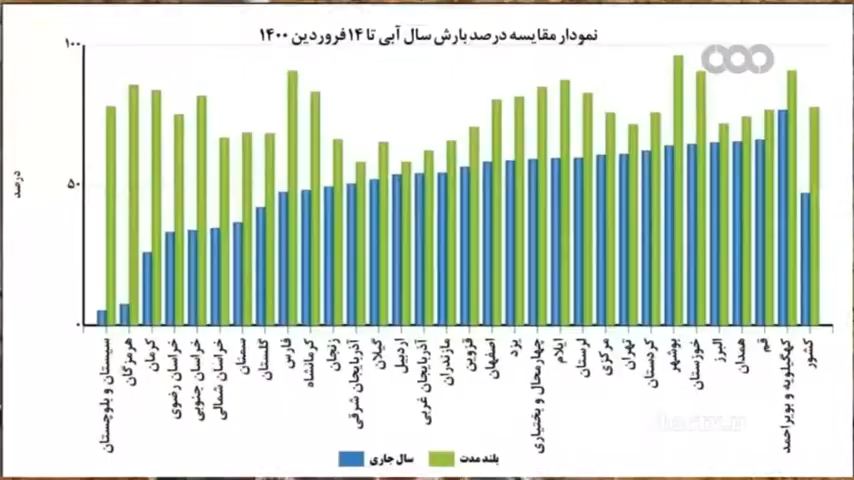 نمودار مقایسه درصد بارش سال آبی تا ۱۴ فروردین ۱۴۰۰
۱۰۰
۵۰
۰
درصد
سیستان و بلوچستان
هرمزگان
کرمان
خراسان رضوی
خراسان جنوبی
خراسان شمالی
سمنان
گلستان
فارس
کرمانشاه
زنجان
آذربایجان شرقی
گیلان
اردبیل
آذربایجان غربی
مازندران
قزوین
اصفهان
یزد
چهارمحال و بختیاری
ایلام
لرستان
مرکزی
تهران
کردستان
بوشهر
خوزستان
البرز
همدان
قم
کهگیلویه و بویراحمد
کشور
سال جاری
بلند مدت